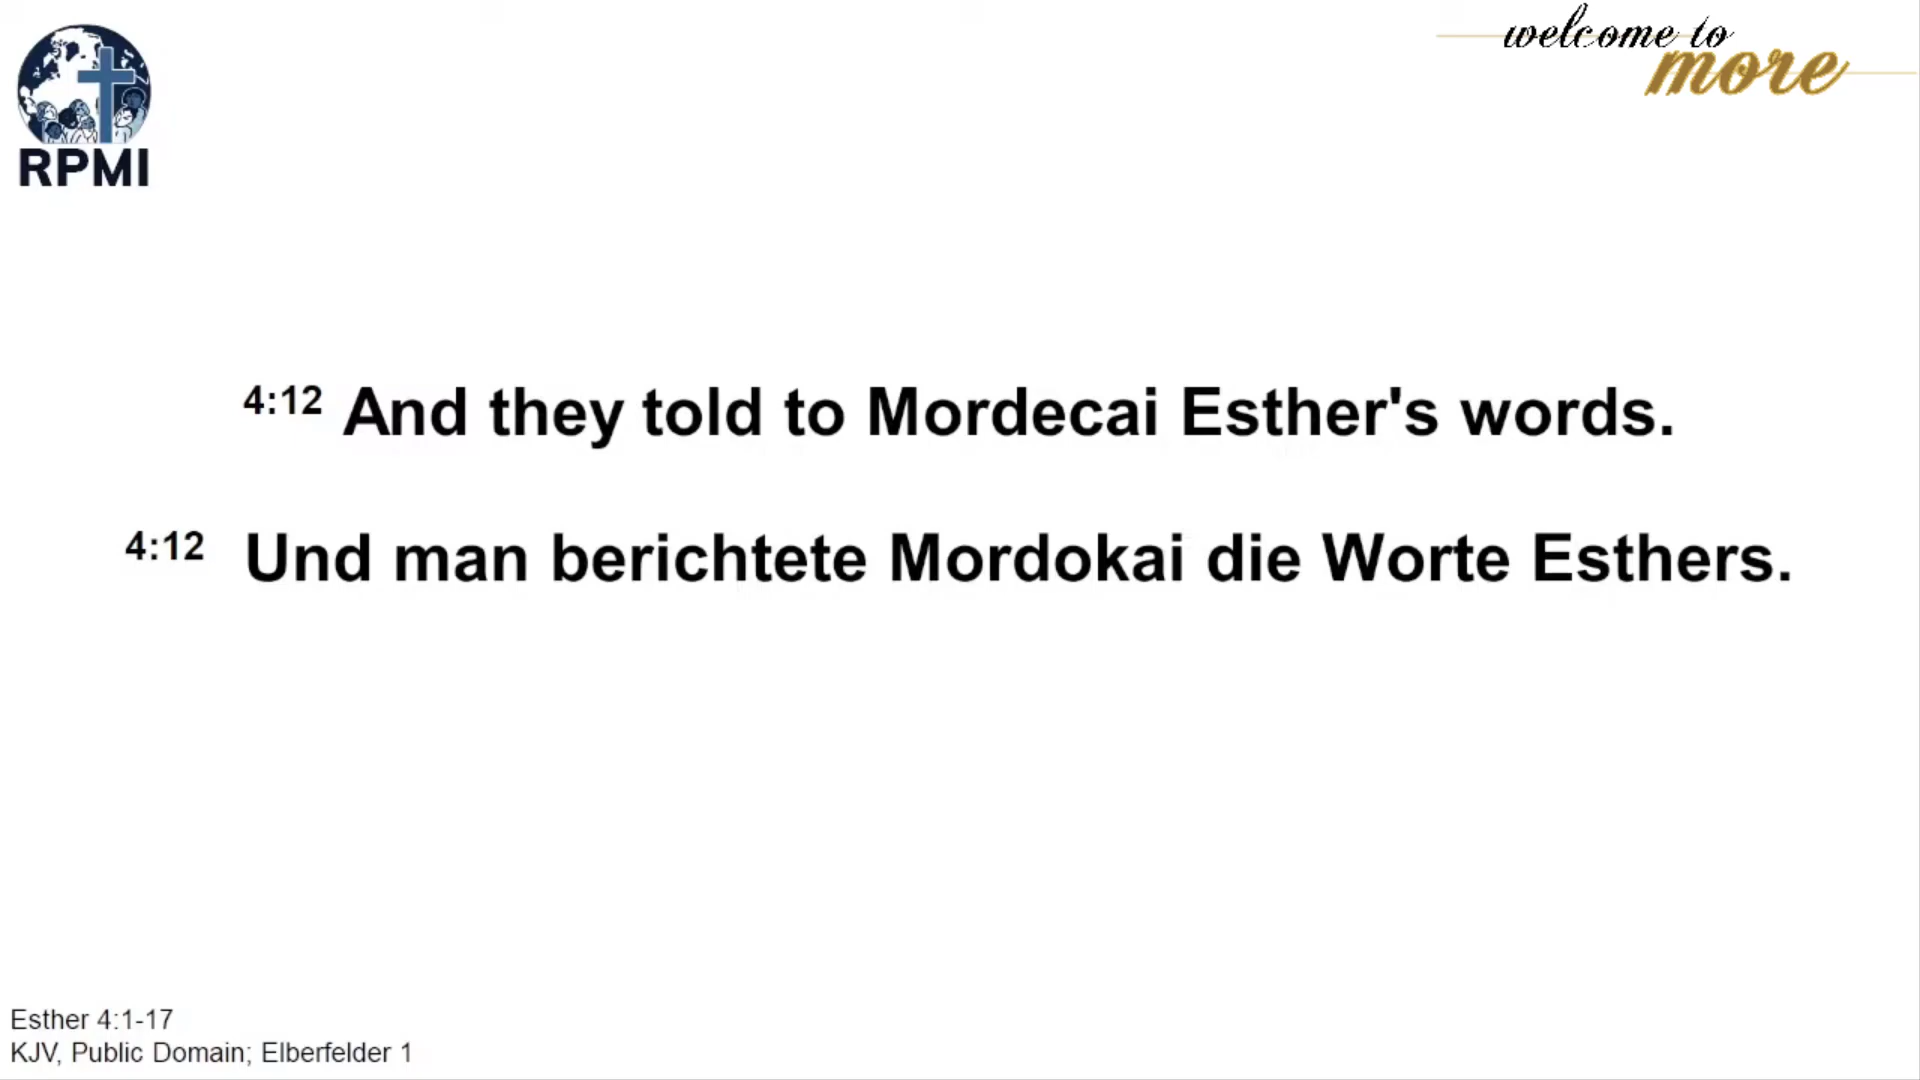 welcome to
more
RPMI
4:12 And they told to Mordecai Esther's words.
4:12 Und man berichtete Mordokai die Worte Esthers.
Esther 4:1-17
KJV, Public Domain; Elberfelder 1